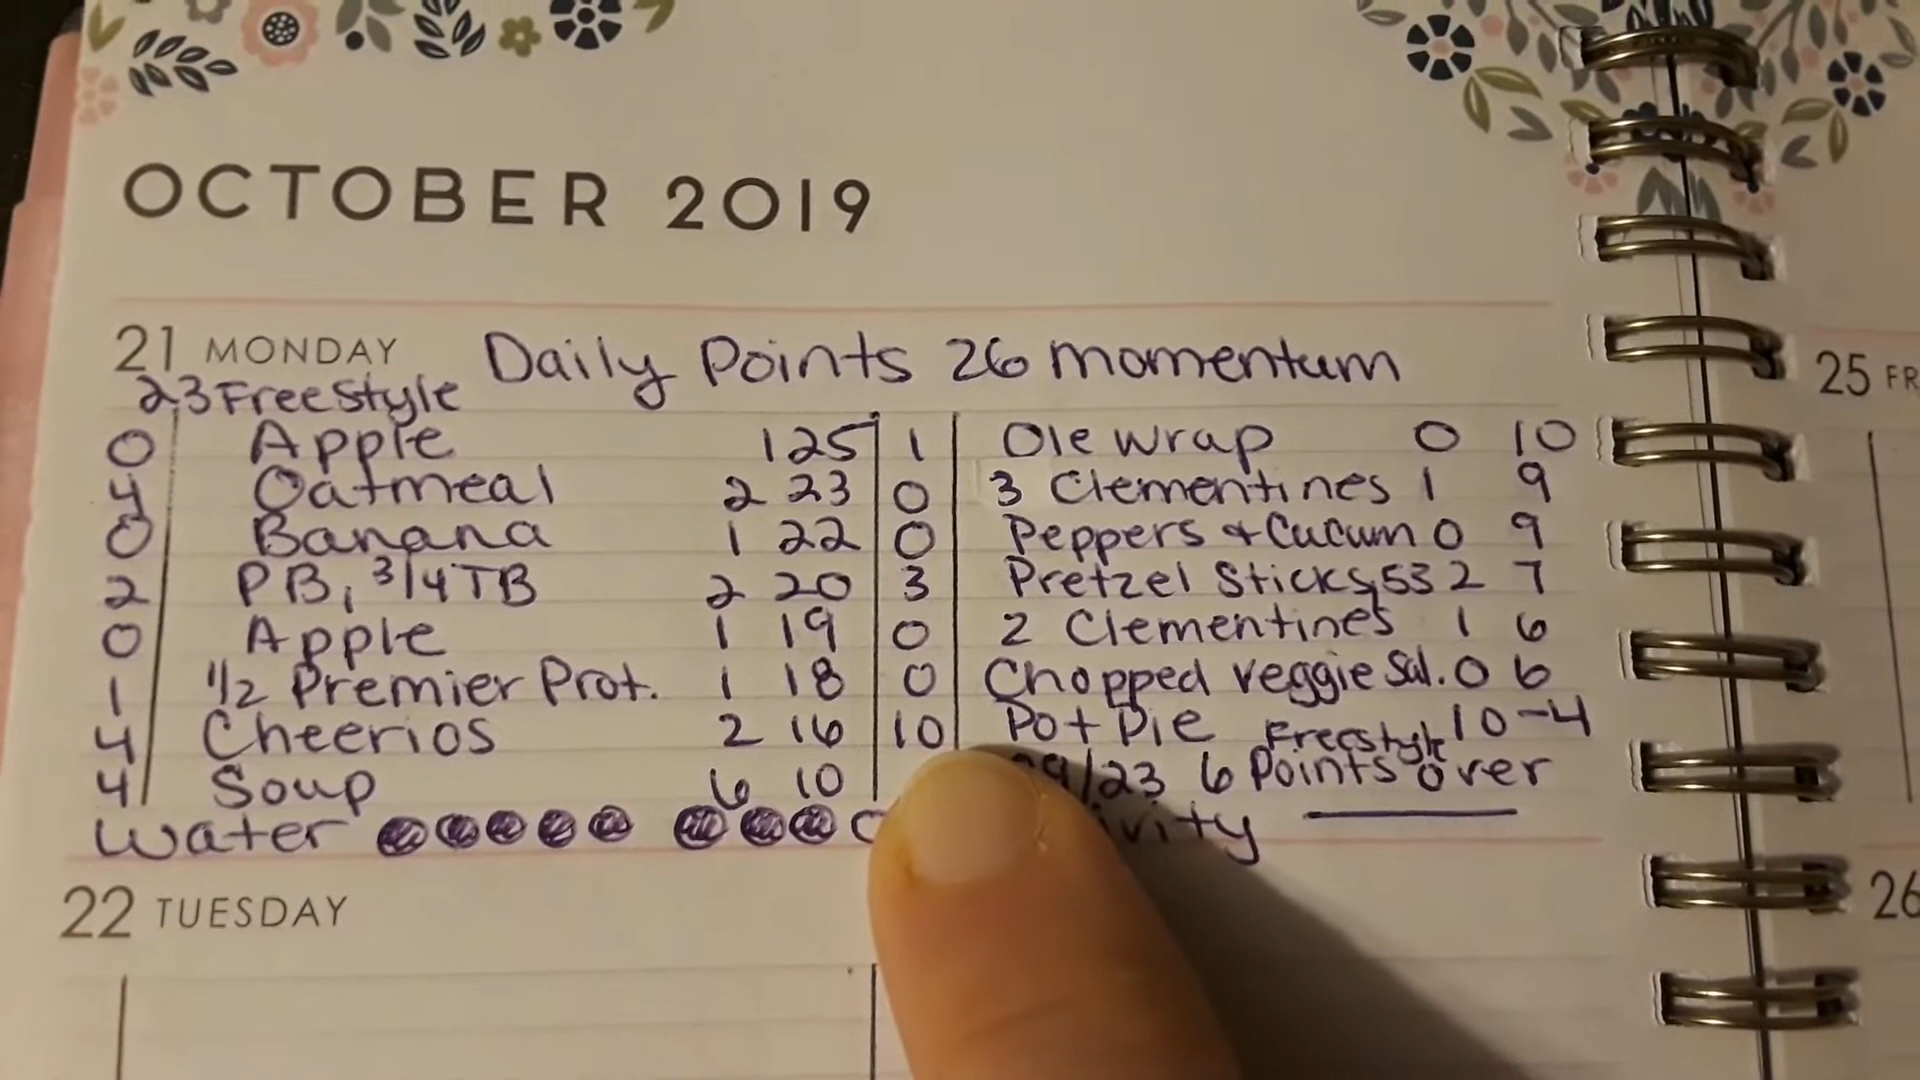 OCTOBER 2019
21 MONDAY Daily Points 26 momentum
23 Freestyle
0 Apple 1 25
4 Oatmeal 2 23
0 Banana 1 22
2 PB, 3/4 TB 2 20
0 Apple 1 19
1 1/2 Premier Prot. 1 18
4 Cheerios 2 16
4 Soup 6 10
1 Ole wrap 0 10
0 3 Clementines 1 9
0 Peppers + Cucum 0 9
3 Pretzel Sticks, 53 2 7
0 2 Clementines 1 6
0 Chopped veggie Sal. 0 6
10 Pot Pie 10 -4
Freestyle
/23 6 Points over
Water
22 TUESDAY
25 FR
26